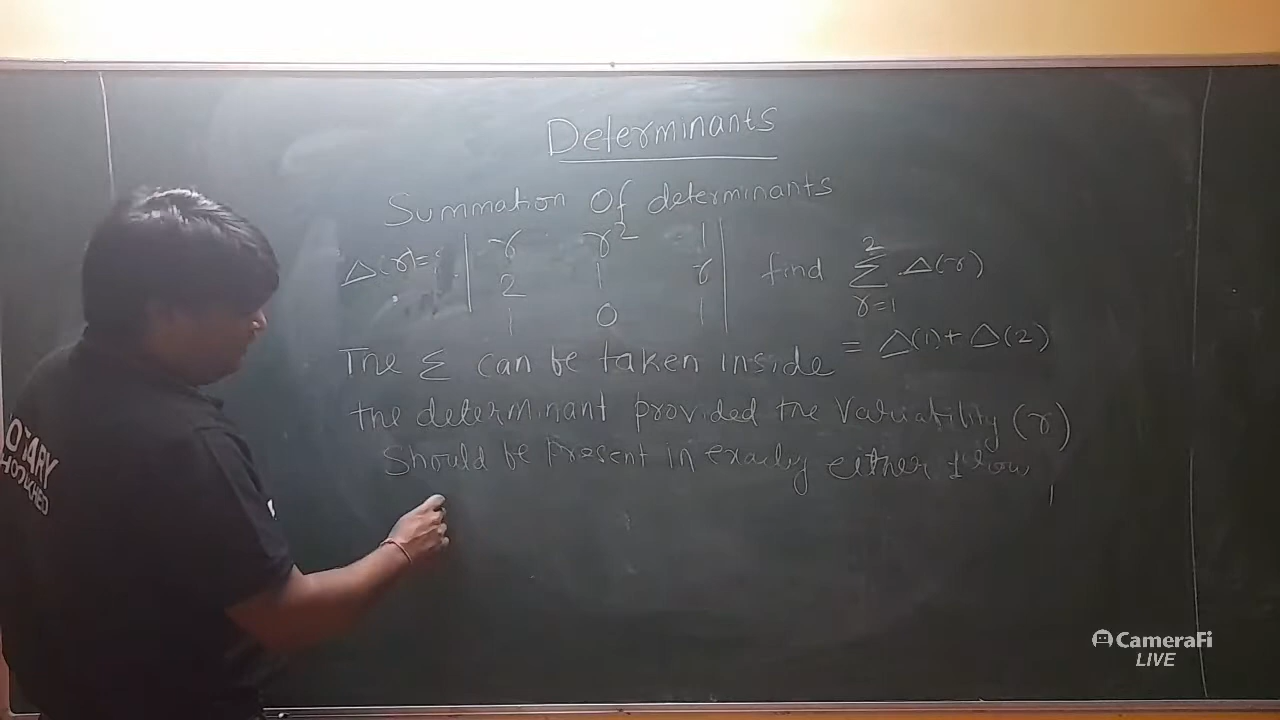 Determinants
Summation of determinants
Δ(r)= | r r² 1 | find 2
2 1 r Σ Δ(r)
1 0 1 r=1
= Δ(1)+Δ(2)
The Σ can be taken inside
the determinant provided the Variability (r)
Should be present in exactly either 1 row
CameraFi
LIVE